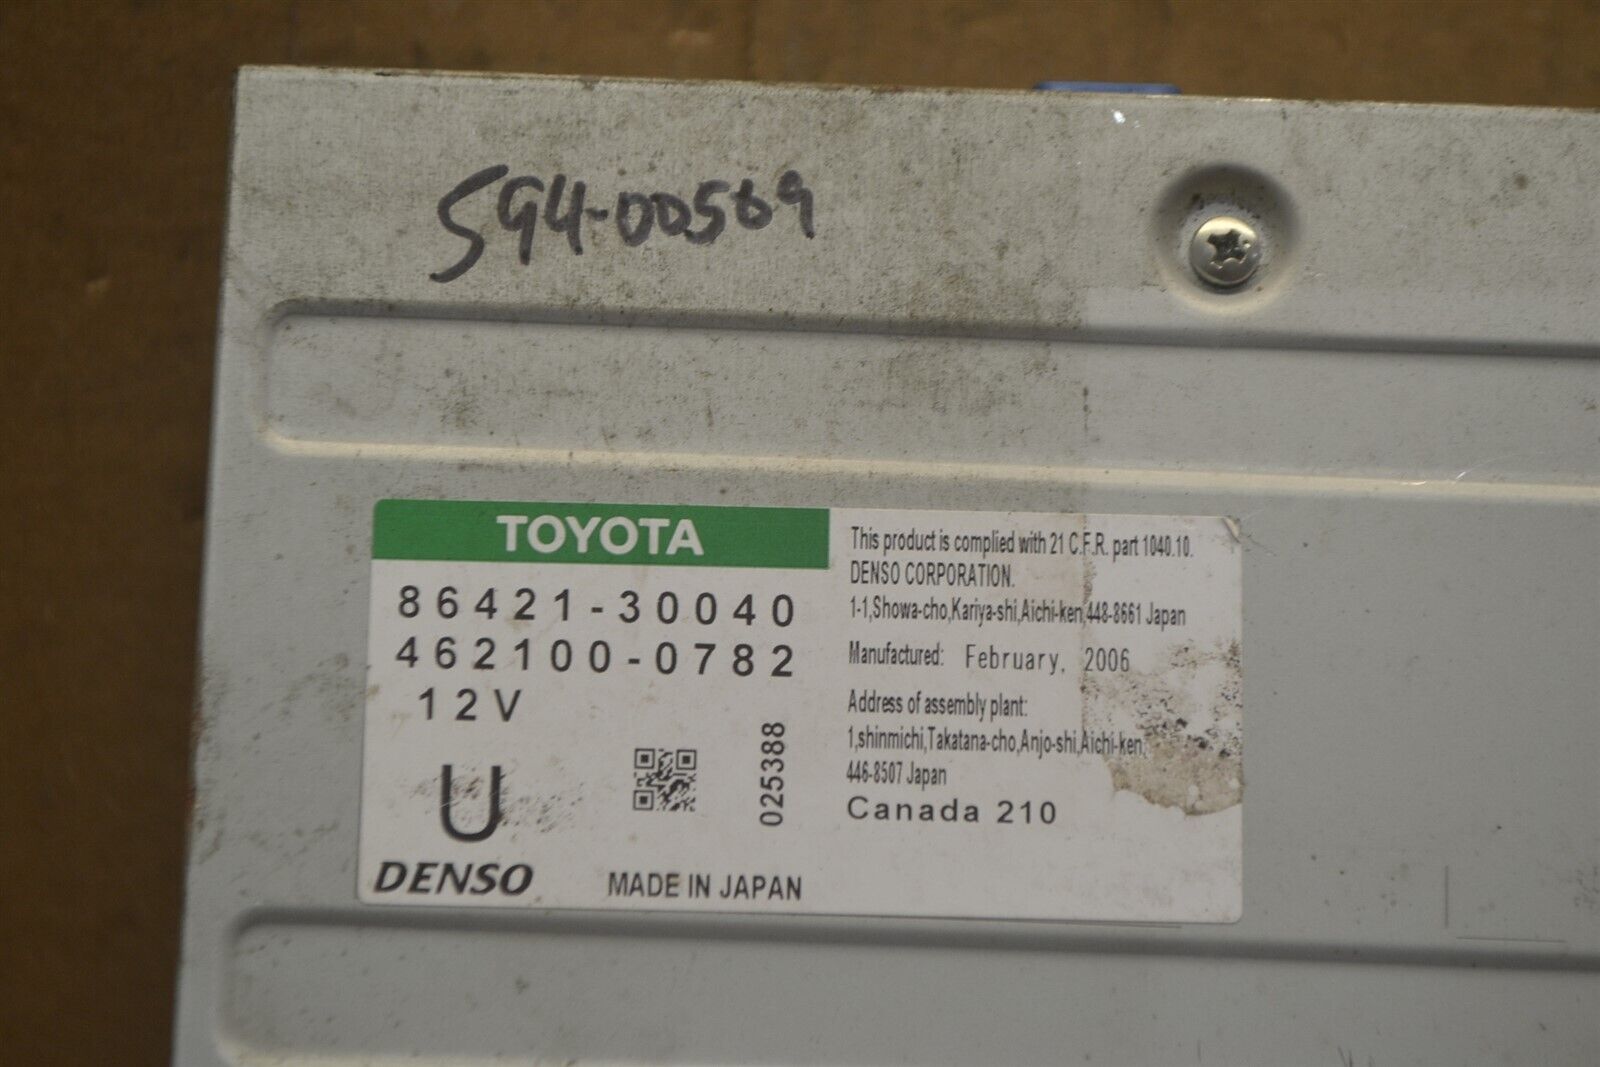 S94-00569
TOYOTA
86421-30040
462100-0782
12V
U
025388
DENSO
MADE IN JAPAN
This product is complied with 21 C.F.R. part 1040.10.
DENSO CORPORATION.
1-1,Showa-cho,Kariya-shi,Aichi-ken,448-8661 Japan
Manufactured: February, 2006
Address of assembly plant:
1,shinmichi,Takatana-cho,Anjo-shi,Aichi-ken,
446-8507 Japan
Canada 210